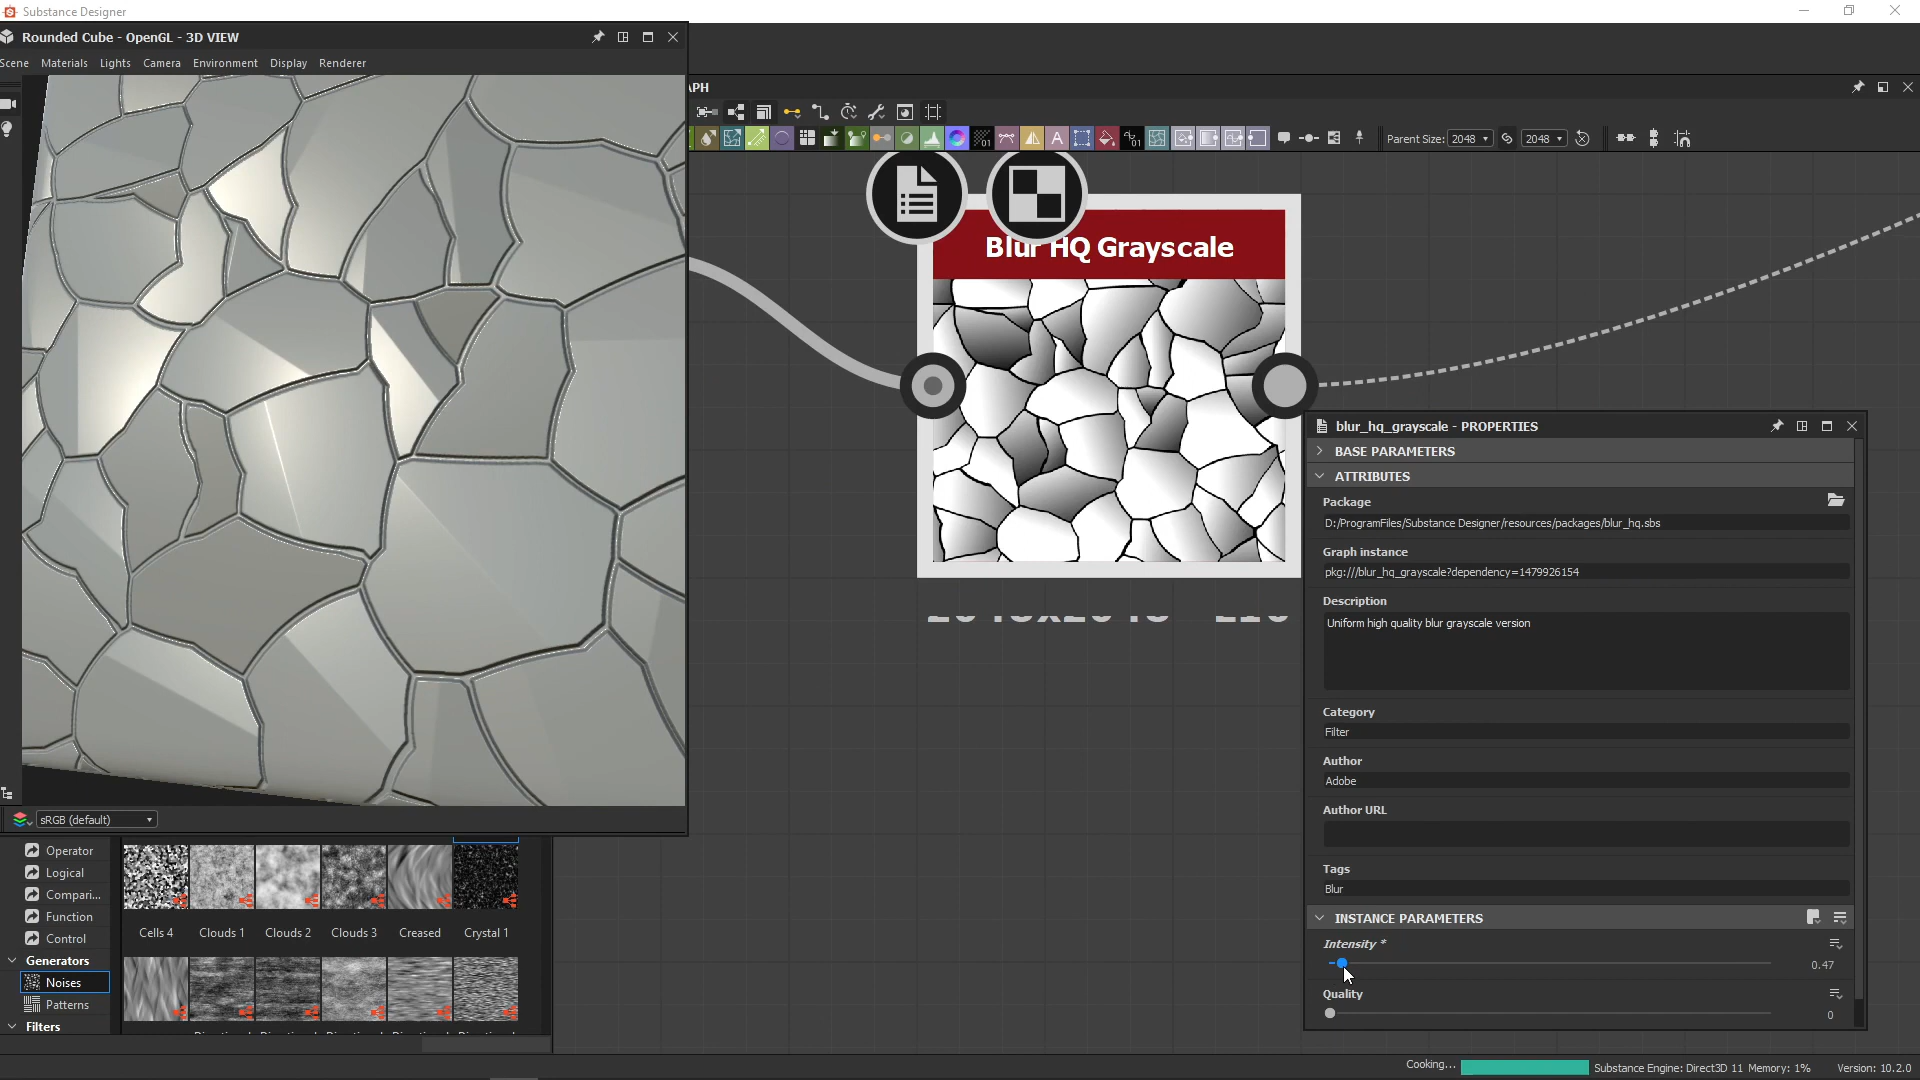 Substance Designer
Rounded Cube - OpenGL - 3D VIEW
Scene Materials Lights Camera Environment Display Renderer
APH
Parent Size: 2048 2048
Blur HQ Grayscale
blur_hq_grayscale - PROPERTIES
BASE PARAMETERS
ATTRIBUTES
Package
D:/ProgramFiles/Substance Designer/resources/packages/blur_hq.sbs
Graph instance
pkg:///blur_hq_grayscale?dependency=1479926154
Description
Uniform high quality blur grayscale version
Category
Filter
Author
Adobe
Author URL
Tags
Blur
INSTANCE PARAMETERS
Intensity *
0.47
Quality
0
sRGB (default)
Operator
Logical
Compari...
Function
Control
Generators
Noises
Patterns
Filters
Cells 4 Clouds 1 Clouds 2 Clouds 3 Creased Crystal 1
Cooking... Substance Engine: Direct3D 11 Memory: 1% Version: 10.2.0